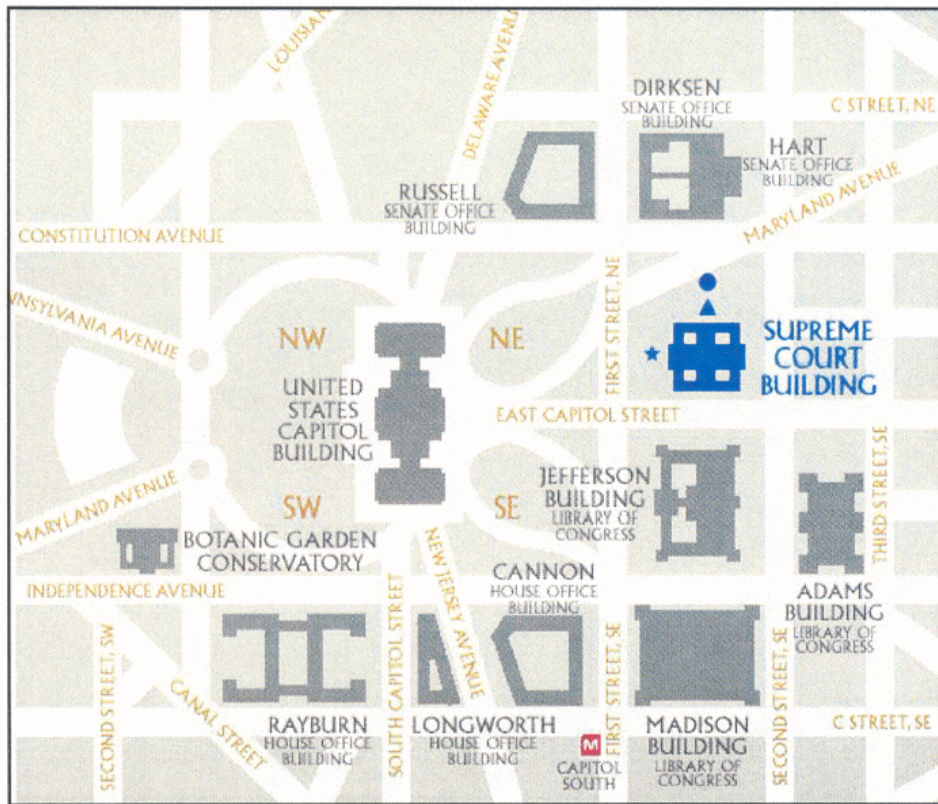 LOUISIAN
DELAWARE AVENU
DIRKSEN
SENATE OFFICE
BUILDING
C STREET, NE
HART
SENATE OFFICE
BUILDING
RUSSELL
SENATE OFFICE
BUILDING
MARYLAND AVENUE
CONSTITUTION AVENUE
FIRST STREET, NE
NNSYLVANIA AVENUE
NW
NE
SUPREME
COURT
BUILDING
UNITED
STATES
CAPITOL
BUILDING
EAST CAPITOL STREET
THIRD STREET, SE
JEFFERSON
BUILDING
LIBRARY OF
CONGRESS
MARYLAND AVENUE
SW
SE
BOTANIC GARDEN
CONSERVATORY
NEW JERSEY AVENUE
CANNON
HOUSE OFFICE
BUILDING
INDEPENDENCE AVENUE
ADAMS
BUILDING
LIBRARY OF
CONGRESS
SECOND STREET, SW
CANAL STREET
SOUTH CAPITOL STREET
FIRST STREET, SE
SECOND STREET, SE
RAYBURN
HOUSE OFFICE
BUILDING
LONGWORTH
HOUSE OFFICE
BUILDING
M
CAPITOL
SOUTH
MADISON
BUILDING
LIBRARY OF
CONGRESS
C STREET, SE